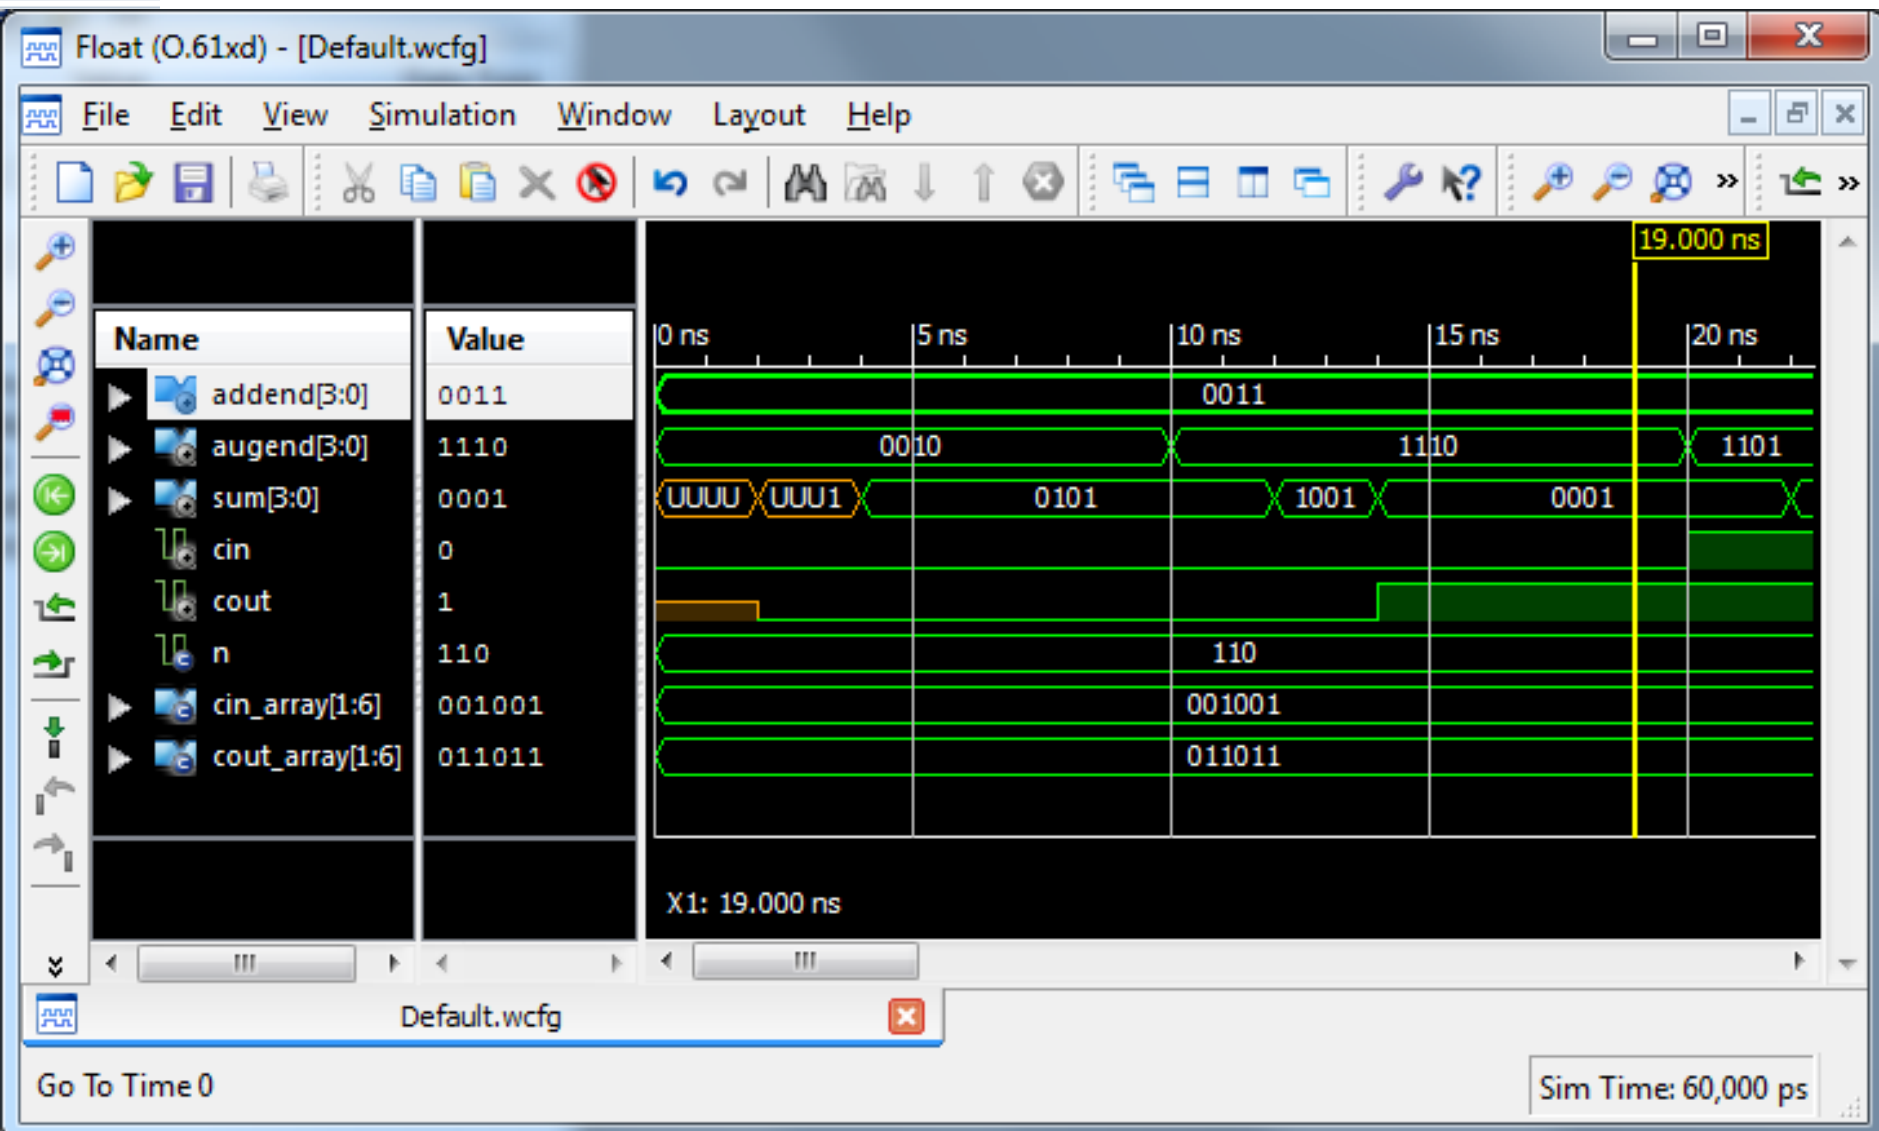 Float (O.61xd) - [Default.wcfg]
File Edit View Simulation Window Layout Help
19.000 ns
Name Value 0 ns 5 ns 10 ns 15 ns 20 ns
addend[3:0] 0011 0011
augend[3:0] 1110 0010 1110 1101
sum[3:0] 0001 UUUU UUU1 0101 1001 0001
cin 0
cout 1
n 110 110
cin_array[1:6] 001001 001001
cout_array[1:6] 011011 011011
X1: 19.000 ns
Default.wcfg
Go To Time 0 Sim Time: 60,000 ps